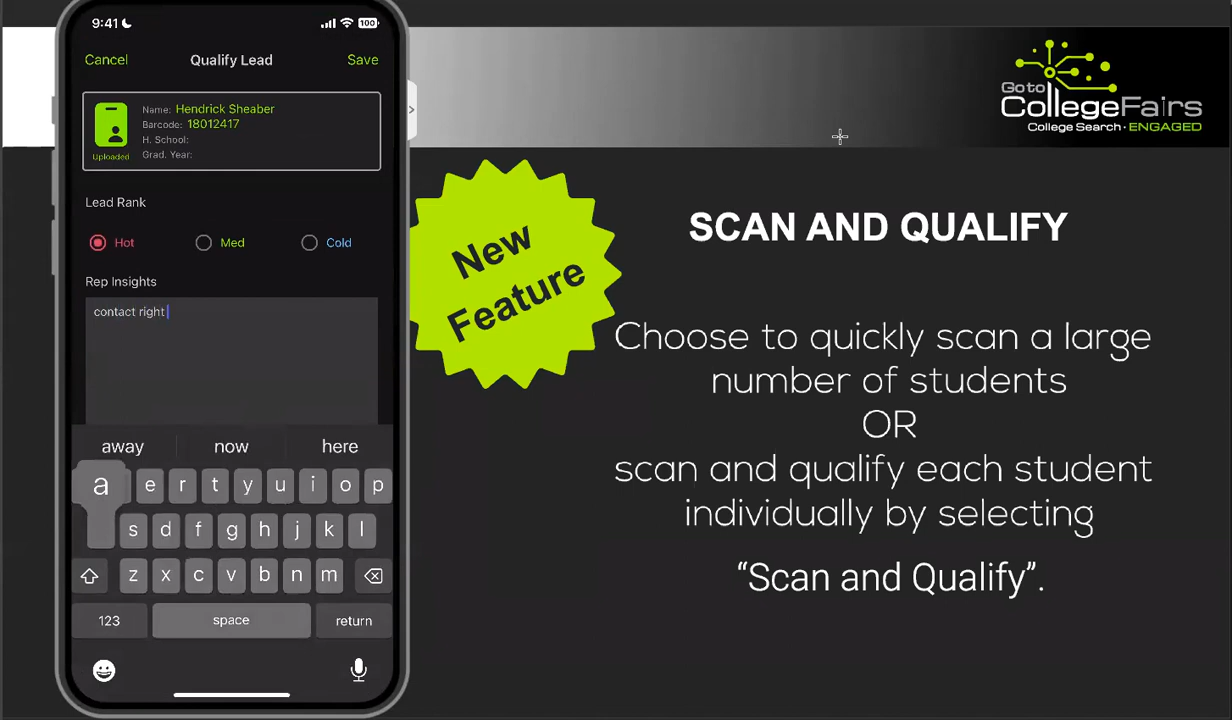 9:41
100
Cancel
Qualify Lead
Save
Name: Hendrick Sheaber
Barcode: 18012417
H. School:
Grad. Year:
Uploaded
Lead Rank
Hot
Med
Cold
Rep Insights
contact right
away now here
a e r t y u i o p
s d f g h j k l
z x c v b n m
123 space return
Go to
CollegeFairs
College Search · ENGAGED
New
Feature
SCAN AND QUALIFY
Choose to quickly scan a large
number of students
OR
scan and qualify each student
individually by selecting
“Scan and Qualify”.